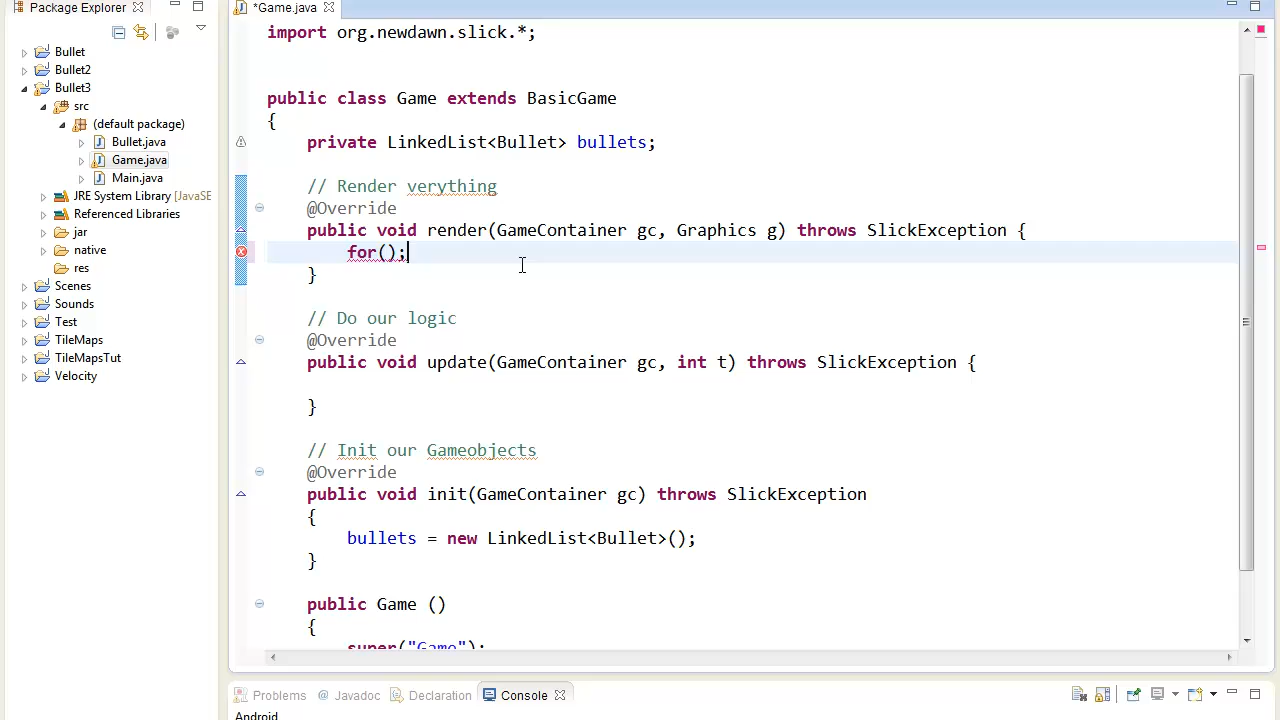 Package Explorer
*Game.java
Bullet
Bullet2
Bullet3
src
(default package)
Bullet.java
Game.java
Main.java
JRE System Library [JavaSE
Referenced Libraries
jar
native
res
Scenes
Sounds
Test
TileMaps
TileMapsTut
Velocity
import org.newdawn.slick.*;
public class Game extends BasicGame
{
private LinkedList<Bullet> bullets;
// Render verything
@Override
public void render(GameContainer gc, Graphics g) throws SlickException {
for();
}
// Do our logic
@Override
public void update(GameContainer gc, int t) throws SlickException {
}
// Init our Gameobjects
@Override
public void init(GameContainer gc) throws SlickException
{
bullets = new LinkedList<Bullet>();
}
public Game ()
{
super("Game");
Problems @ Javadoc Declaration Console
Android